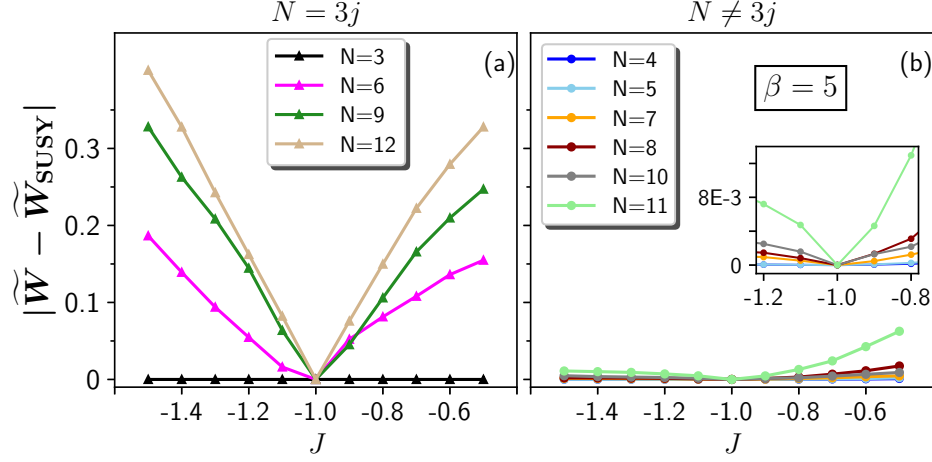 N = 3j
N ≠ 3j
|W̃ − W̃SUSY|
0.3
0.2
0.1
0
N=3
N=6
N=9
N=12
(a)
-1.4 -1.2 -1.0 -0.8 -0.6
J
N=4
N=5
N=7
N=8
N=10
N=11
(b)
β = 5
8E-3
0
-1.2 -1.0 -0.8
-1.4 -1.2 -1.0 -0.8 -0.6
J